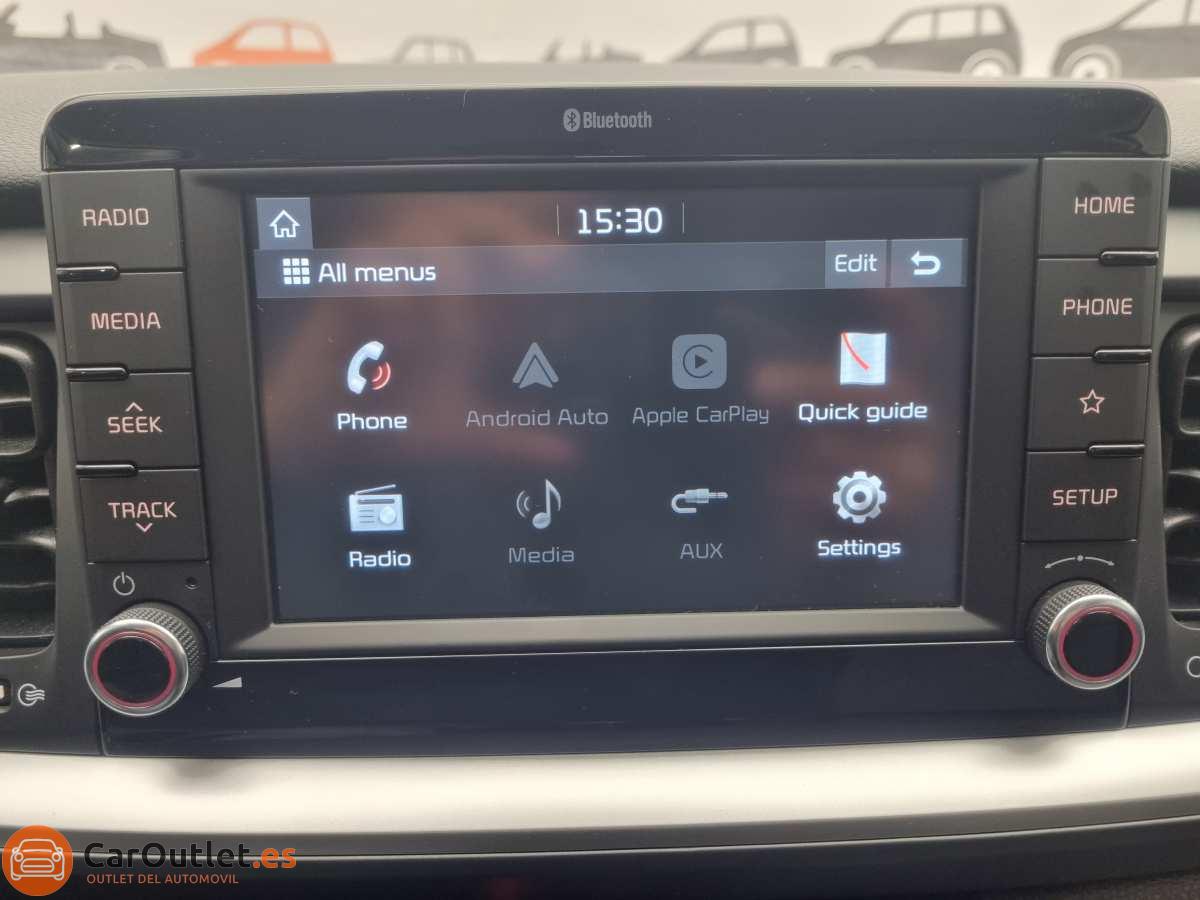 Bluetooth
RADIO
MEDIA
SEEK
TRACK
15:30
All menus
Edit
Phone
Android Auto
Apple CarPlay
Quick guide
Radio
Media
AUX
Settings
HOME
PHONE
SETUP
CarOutlet.es
OUTLET DEL AUTOMOVIL